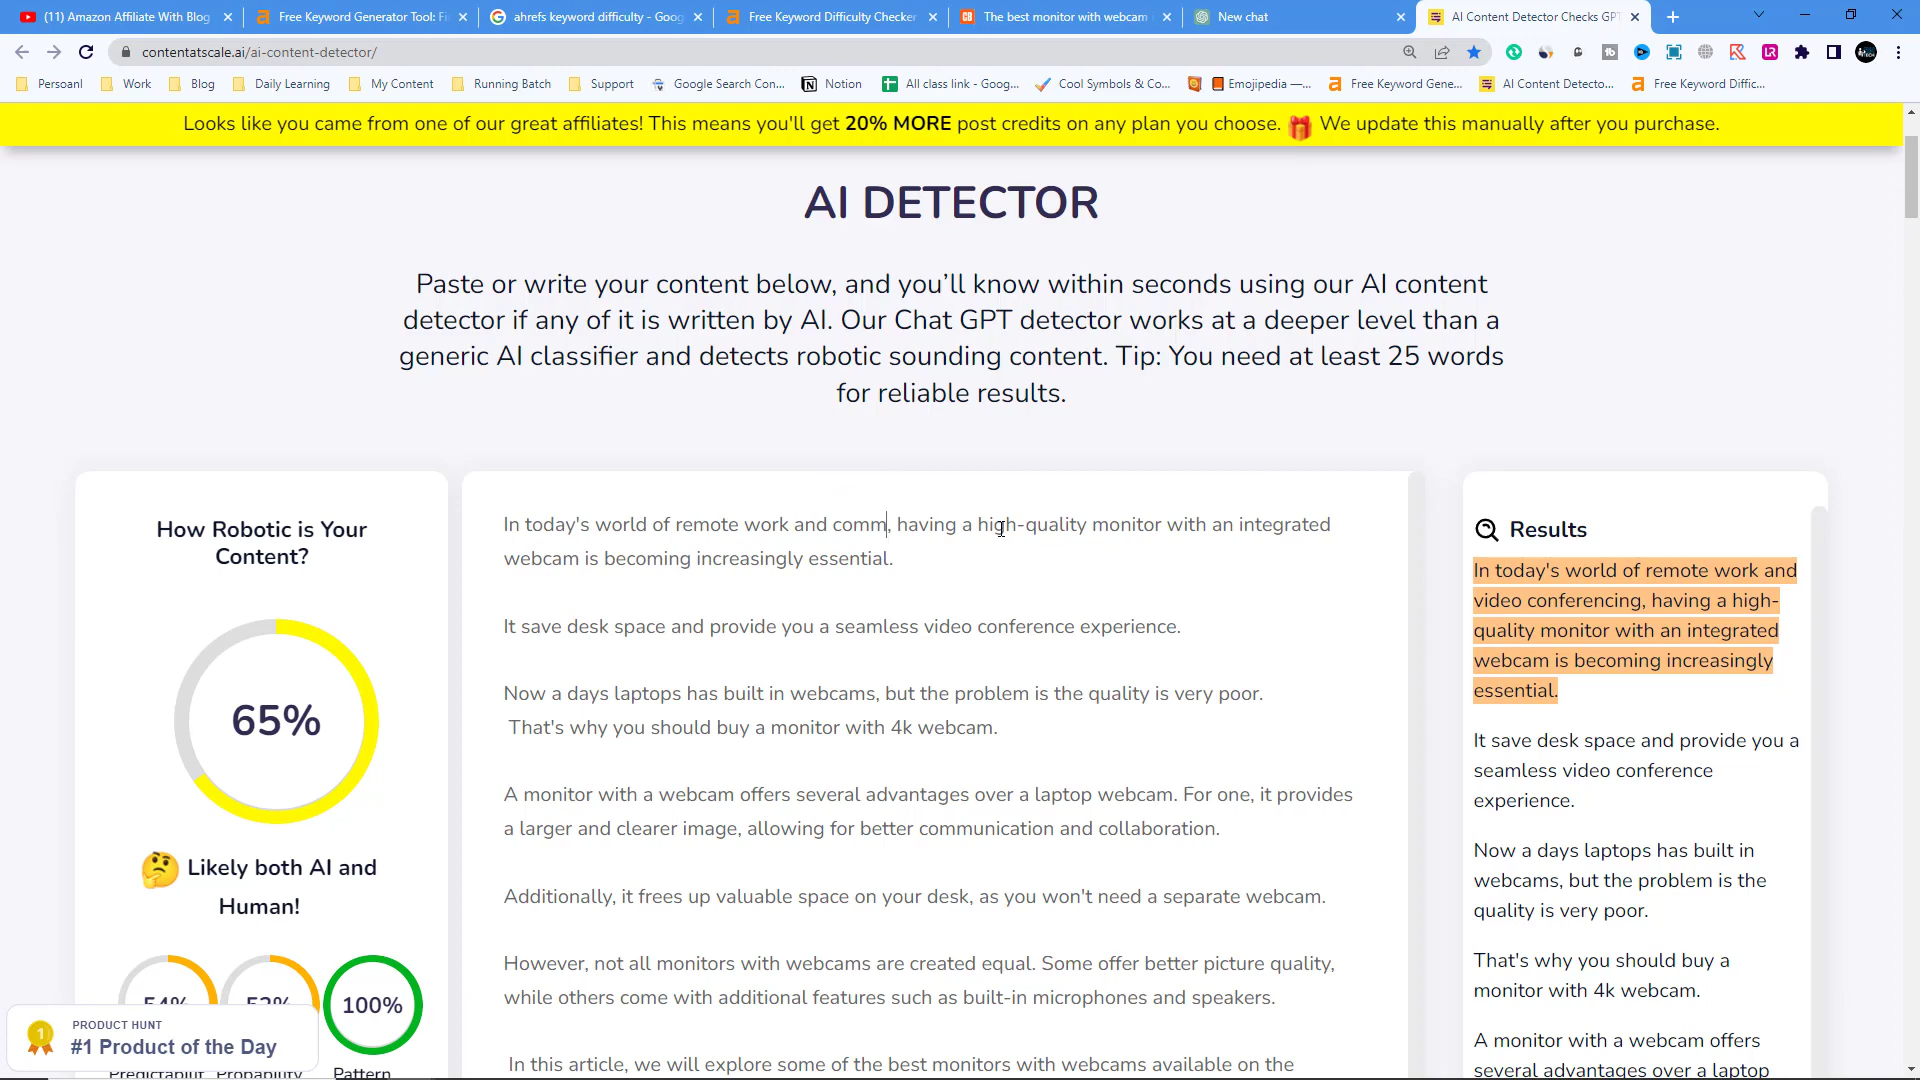 (11) Amazon Affiliate With Blog
Free Keyword Generator Tool: Fi
ahrefs keyword difficulty - Goog
Free Keyword Difficulty Checker
The best monitor with webcam
New chat
AI Content Detector Checks GPT
contentatscale.ai/ai-content-detector/
Persoanl
Work
Blog
Daily Learning
My Content
Running Batch
Support
Google Search Con...
Notion
All class link - Goog...
Cool Symbols & Co...
Emojipedia —...
Free Keyword Gene...
AI Content Detecto...
Free Keyword Diffic...
Looks like you came from one of our great affiliates! This means you'll get 20% MORE post credits on any plan you choose. 🎁 We update this manually after you purchase.
AI DETECTOR
Paste or write your content below, and you’ll know within seconds using our AI content
detector if any of it is written by AI. Our Chat GPT detector works at a deeper level than a
generic AI classifier and detects robotic sounding content. Tip: You need at least 25 words
for reliable results.
How Robotic is Your
Content?
65%
🤔 Likely both AI and
Human!
54%
52%
100%
Predictabilit
Probability
Pattern
PRODUCT HUNT
#1 Product of the Day
In today's world of remote work and comm, having a high-quality monitor with an integrated
webcam is becoming increasingly essential.
It save desk space and provide you a seamless video conference experience.
Now a days laptops has built in webcams, but the problem is the quality is very poor.
That's why you should buy a monitor with 4k webcam.
A monitor with a webcam offers several advantages over a laptop webcam. For one, it provides
a larger and clearer image, allowing for better communication and collaboration.
Additionally, it frees up valuable space on your desk, as you won't need a separate webcam.
However, not all monitors with webcams are created equal. Some offer better picture quality,
while others come with additional features such as built-in microphones and speakers.
In this article, we will explore some of the best monitors with webcams available on the
Results
In today's world of remote work and
video conferencing, having a high-
quality monitor with an integrated
webcam is becoming increasingly
essential.
It save desk space and provide you a
seamless video conference
experience.
Now a days laptops has built in
webcams, but the problem is the
quality is very poor.
That's why you should buy a
monitor with 4k webcam.
A monitor with a webcam offers
several advantages over a laptop